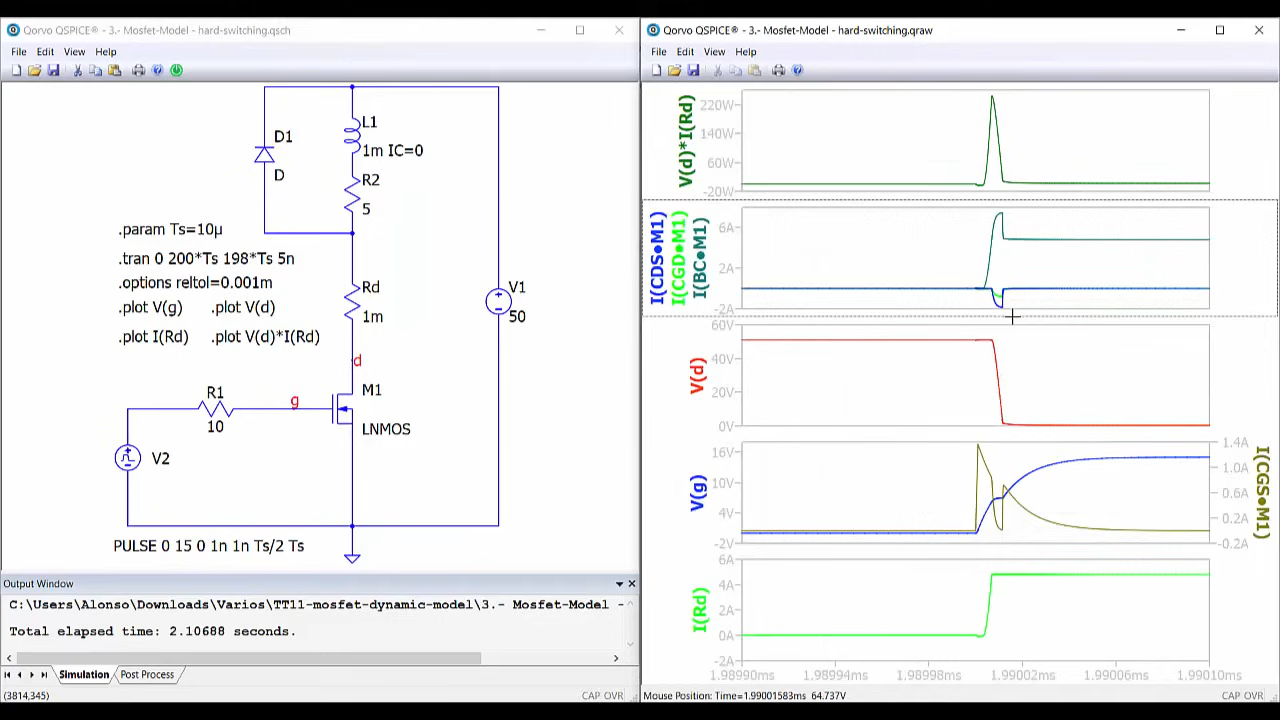 Qorvo QSPICE® - 3.- Mosfet-Model - hard-switching.qsch
File Edit View Help
D1
D
L1
1m IC=0
R2
5
.param Ts=10µ
.tran 0 200*Ts 198*Ts 5n
.options reltol=0.001m
.plot V(g) .plot V(d)
.plot I(Rd) .plot V(d)*I(Rd)
Rd
1m
V1
50
d
R1
10
g
M1
LNMOS
V2
PULSE 0 15 0 1n 1n Ts/2 Ts
Output Window
C:\Users\Alonso\Downloads\Varios\TT11-mosfet-dynamic-model\3.- Mosfet-Model -
Total elapsed time: 2.10688 seconds.
Simulation Post Process
(3814,345) CAP OVR
Qorvo QSPICE® - 3.- Mosfet-Model - hard-switching.qraw
File Edit View Help
V(d)*I(Rd)
220W
140W
60W
-20W
I(CDS●M1)
I(CGD●M1)
I(BC●M1)
6A
2A
-2A
V(d)
60V
40V
20V
0V
V(g)
16V
10V
4V
-2V
1.4A
1.0A
0.6A
0.2A
-0.2A
I(CGS●M1)
I(Rd)
6A
4A
2A
0A
-2A
1.98990ms 1.98994ms 1.98998ms 1.99002ms 1.99006ms 1.99010ms
Mouse Position: Time=1.99001583ms 64.737V CAP OVR